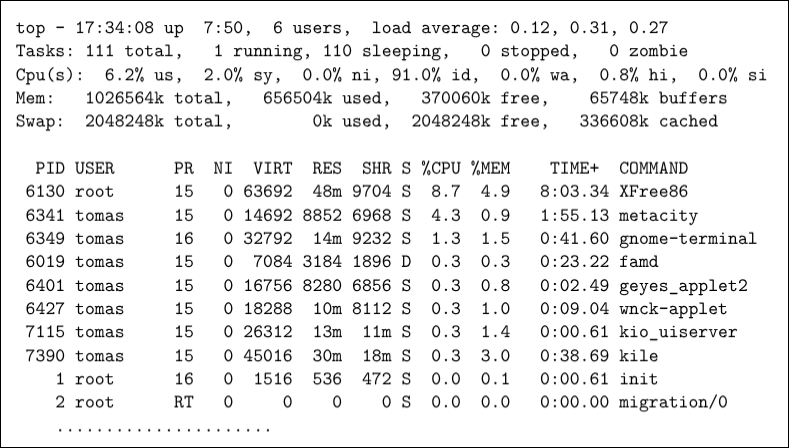 top - 17:34:08 up  7:50,  6 users,  load average: 0.12, 0.31, 0.27
Tasks: 111 total,   1 running, 110 sleeping,   0 stopped,   0 zombie
Cpu(s):  6.2% us,  2.0% sy,  0.0% ni, 91.0% id,  0.0% wa,  0.8% hi,  0.0% si
Mem:   1026564k total,   656504k used,   370060k free,    65748k buffers
Swap:  2048248k total,        0k used,  2048248k free,   336608k cached

  PID USER      PR  NI  VIRT  RES  SHR S %CPU %MEM    TIME+  COMMAND
 6130 root      15   0 63692  48m 9704 S  8.7  4.9   8:03.34 XFree86
 6341 tomas     15   0 14692 8852 6968 S  4.3  0.9   1:55.13 metacity
 6349 tomas     16   0 32792  14m 9232 S  1.3  1.5   0:41.60 gnome-terminal
 6019 tomas     15   0  7084 3184 1896 D  0.3  0.3   0:23.22 famd
 6401 tomas     15   0 16756 8280 6856 S  0.3  0.8   0:02.49 geyes_applet2
 6427 tomas     15   0 18288  10m 8112 S  0.3  1.0   0:09.04 wnck-applet
 7115 tomas     15   0 26312  13m  11m S  0.3  1.4   0:00.61 kio_uiserver
 7390 tomas     15   0 45016  30m  18m S  0.3  3.0   0:38.69 kile
    1 root      16   0  1516  536  472 S  0.0  0.1   0:00.61 init
    2 root      RT   0     0    0    0 S  0.0  0.0   0:00.00 migration/0
    ......................